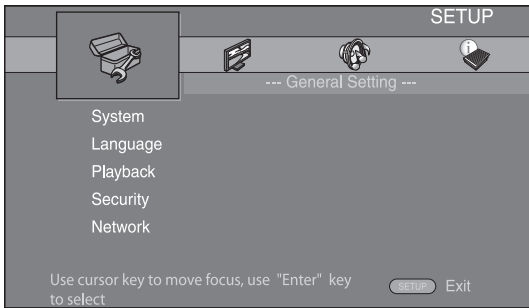 SETUP
--- General Setting ---
System
Language
Playback
Security
Network
Use cursor key to move focus, use "Enter" key
to select
SETUP Exit